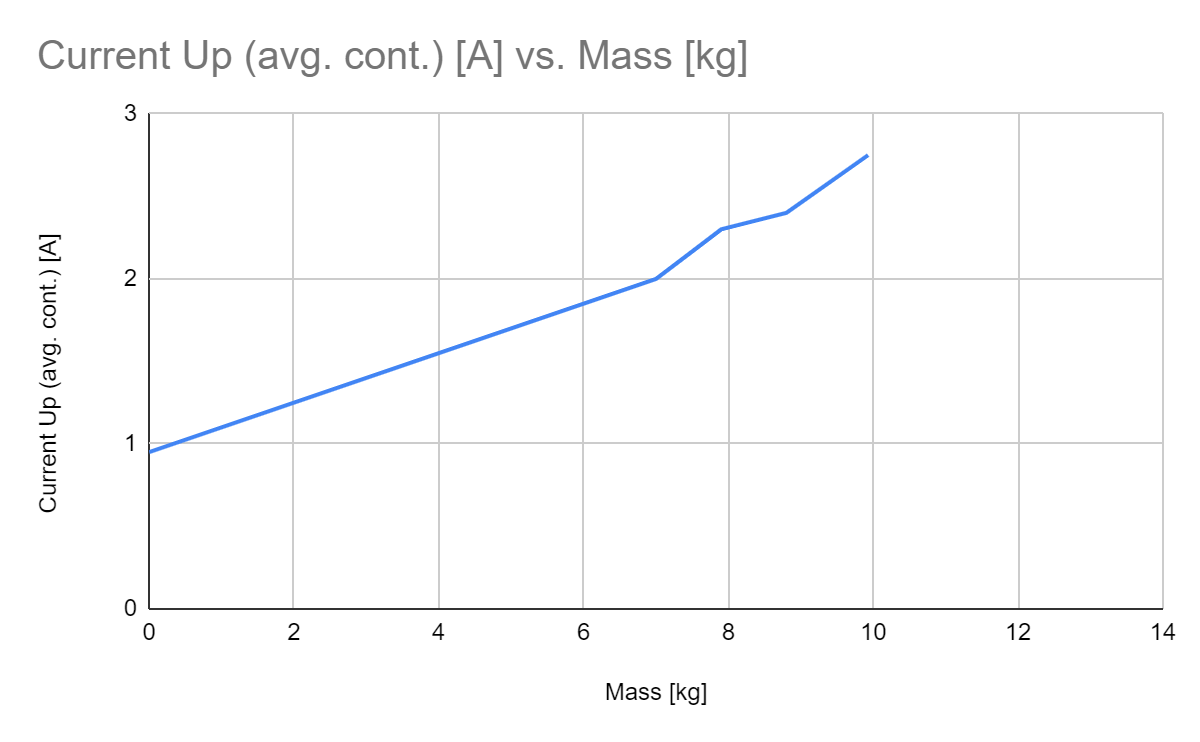 Current Up (avg. cont.) [A] vs. Mass [kg]
Current Up (avg. cont.) [A]
3
2
1
0
0 2 4 6 8 10 12 14
Mass [kg]